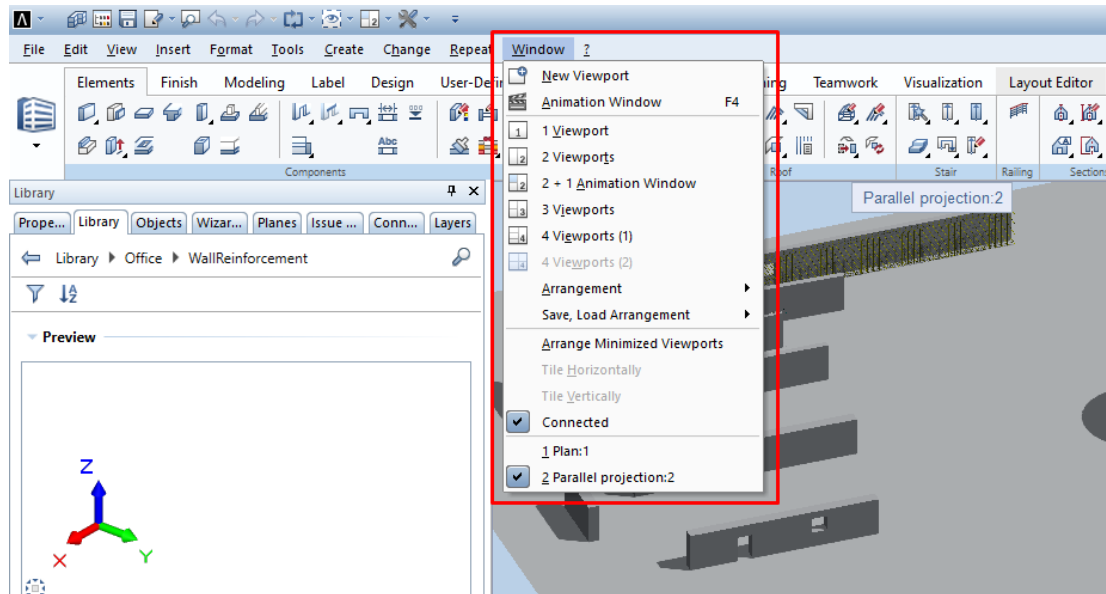 File Edit View Insert Format Tools Create Change Repeat Window ?
Elements Finish Modeling Label Design Teamwork Visualization Layout Editor
Abc
Components Roof Stair Railing
New Viewport
Animation Window F4
1 Viewport
2 Viewports
2 + 1 Animation Window
3 Viewports
4 Viewports (1)
4 Viewports (2)
Arrangement
Save, Load Arrangement
Arrange Minimized Viewports
Tile Horizontally
Tile Vertically
Connected
1 Plan:1
2 Parallel projection:2
Library
Prope... Library Objects Wizar... Planes Issue ... Conn... Layers
Library Office WallReinforcement
Preview
Z
X
Y
Parallel projection:2